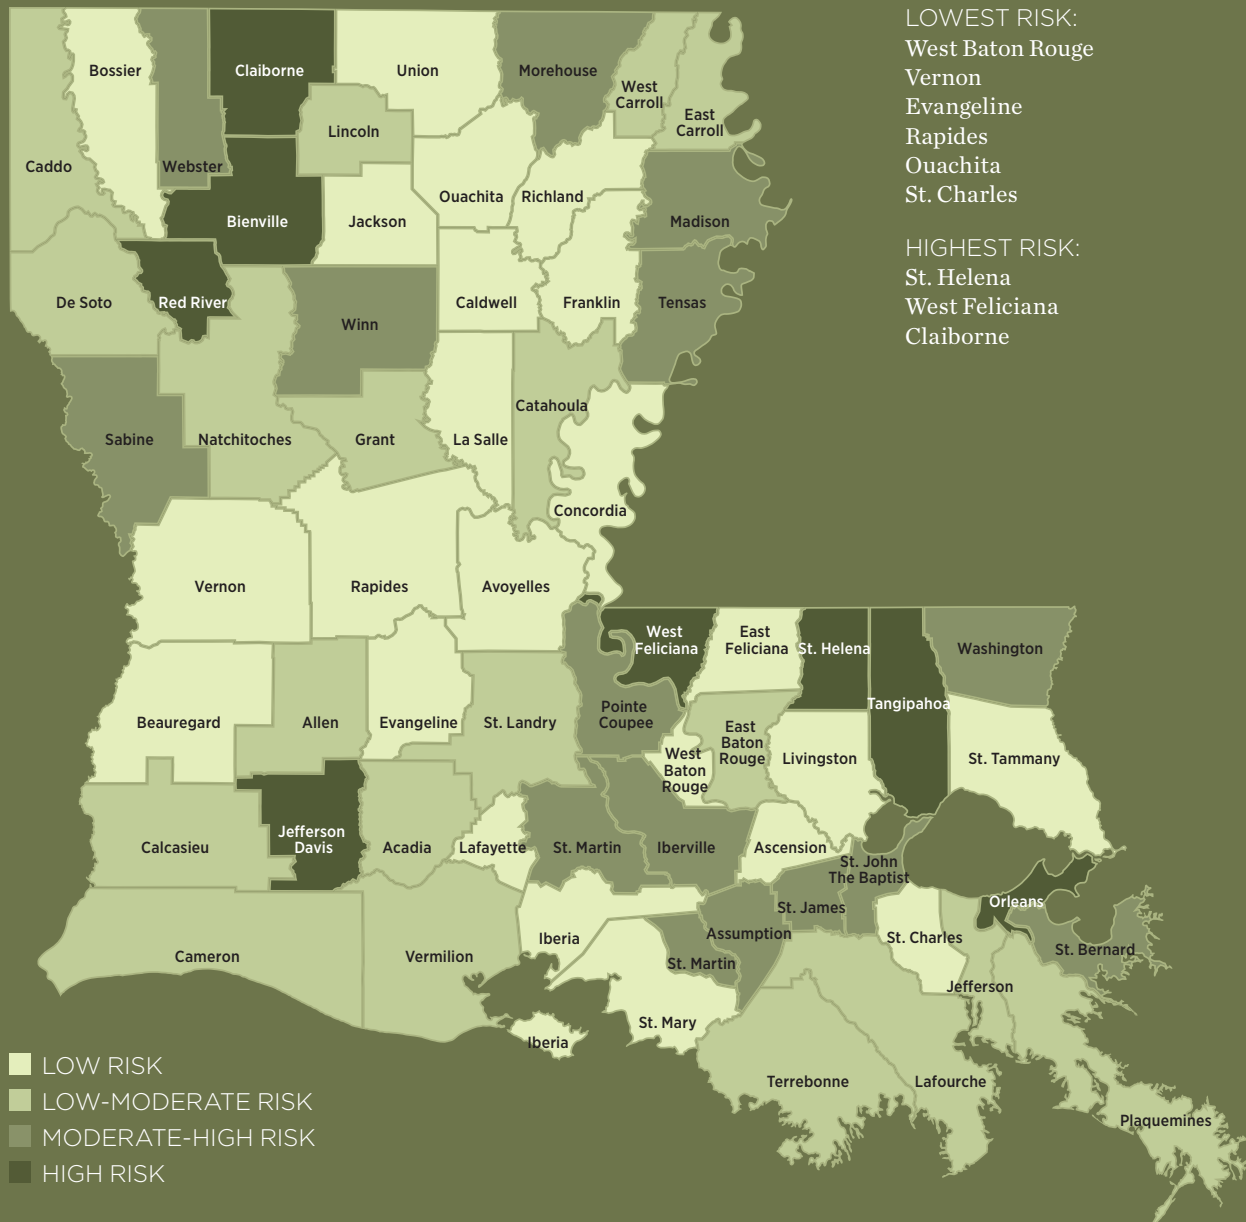 LOWEST RISK:
West Baton Rouge
Vernon
Evangeline
Rapides
Ouachita
St. Charles
HIGHEST RISK:
St. Helena
West Feliciana
Claiborne
Bossier
Claiborne
Union
Morehouse
West
Carroll
East
Carroll
Lincoln
Caddo
Webster
Ouachita
Richland
Bienville
Jackson
Madison
De Soto
Red River
Caldwell
Franklin
Tensas
Winn
Catahoula
Sabine
Natchitoches
Grant
La Salle
Concordia
Vernon
Rapides
Avoyelles
West
Feliciana
East
Feliciana
St. Helena
Washington
Tangipahoa
Beauregard
Allen
Evangeline
St. Landry
Pointe
Coupee
East
Baton
Rouge
West
Baton
Rouge
Livingston
St. Tammany
Calcasieu
Jefferson
Davis
Acadia
Lafayette
St. Martin
Iberville
Ascension
St. John
The Baptist
St. James
Orleans
Cameron
Vermilion
Iberia
Assumption
St. Martin
St. Charles
St. Bernard
Jefferson
St. Mary
Iberia
Terrebonne
Lafourche
Plaquemines
LOW RISK
LOW-MODERATE RISK
MODERATE-HIGH RISK
HIGH RISK